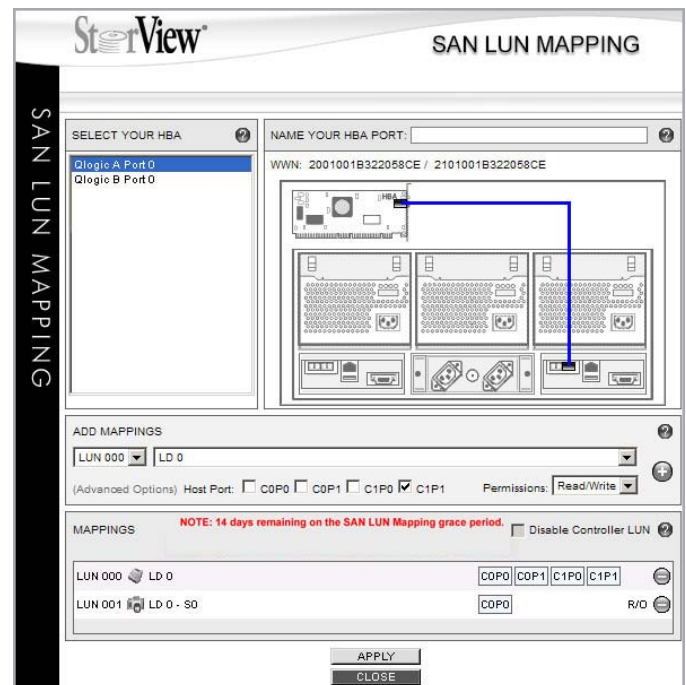 StorView
SAN LUN MAPPING
SAN LUN MAPPING
SELECT YOUR HBA
Qlogic A Port 0
Qlogic B Port 0
NAME YOUR HBA PORT:
WWN: 2001001B322058CE / 2101001B322058CE
HBA
ADD MAPPINGS
LUN 000 LD 0
(Advanced Options) Host Port: C0P0 C0P1 C1P0 C1P1 Permissions: Read/Write
MAPPINGS NOTE: 14 days remaining on the SAN LUN Mapping grace period. Disable Controller LUN
LUN 000 LD 0 C0P0 C0P1 C1P0 C1P1
LUN 001 LD 0 - S0 C0P0 R/O
APPLY
CLOSE